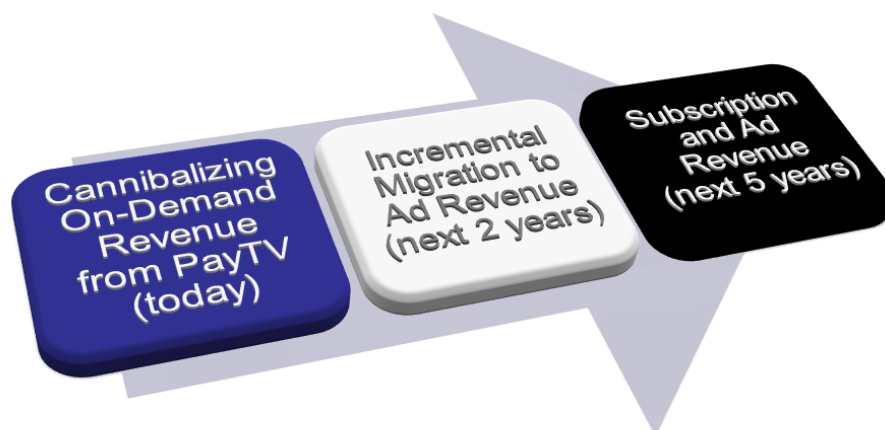 Cannibalizing
On-Demand
Revenue
from PayTV
(today)
Incremental
Migration to
Ad Revenue
(next 2 years)
Subscription
and Ad
Revenue
(next 5 years)